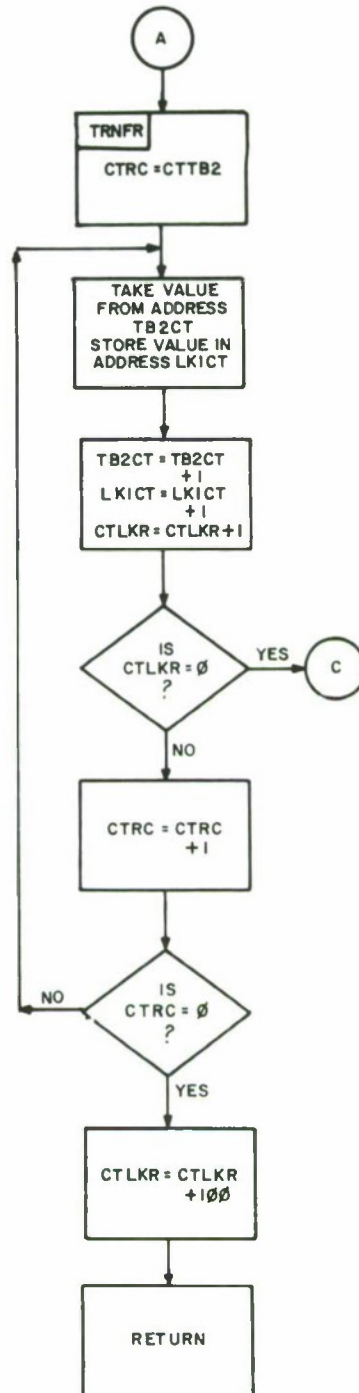 A
TRNFR
CTRC = CTTB2
TAKE VALUE
FROM ADDRESS
TB2CT
STORE VALUE IN
ADDRESS LKICT
TB2CT = TB2CT
+1
LKICT = LKICT
+1
CTLKR = CTLKR+1
IS
CTLKR = Ø
?
YES
C
NO
CTRC = CTRC
+1
IS
CTRC = Ø
?
NO
YES
CTLKR = CTLKR
+1ØØ
RETURN